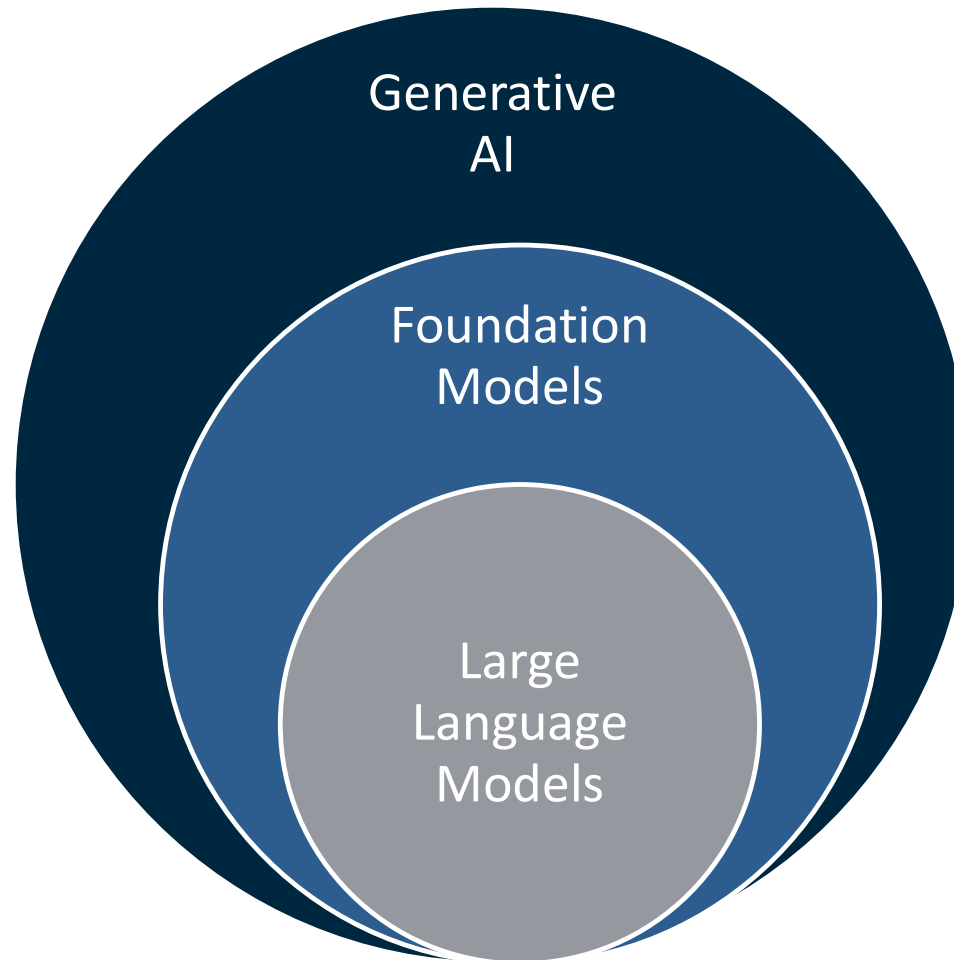 Generative
AI
Foundation
Models
Large
Language
Models